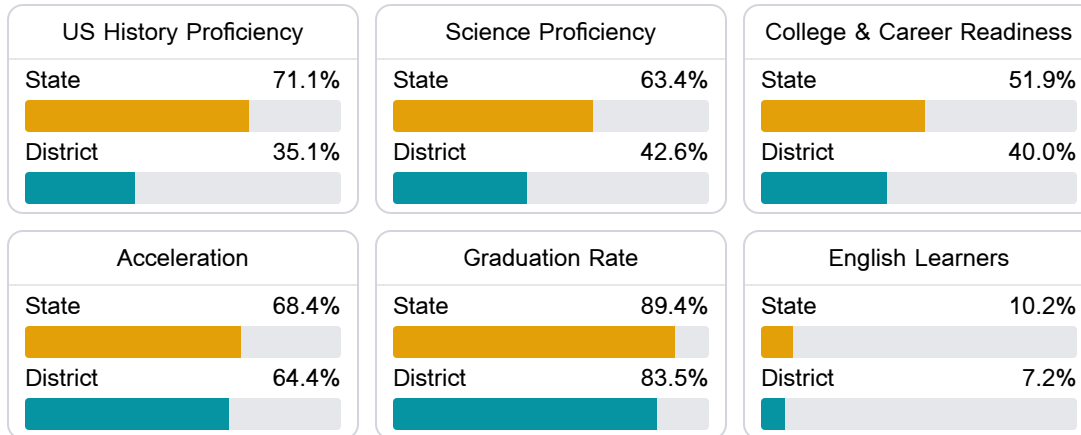 US History Proficiency
State 71.1%
District 35.1%
Science Proficiency
State 63.4%
District 42.6%
College & Career Readiness
State 51.9%
District 40.0%
Acceleration
State 68.4%
District 64.4%
Graduation Rate
State 89.4%
District 83.5%
English Learners
State 10.2%
District 7.2%